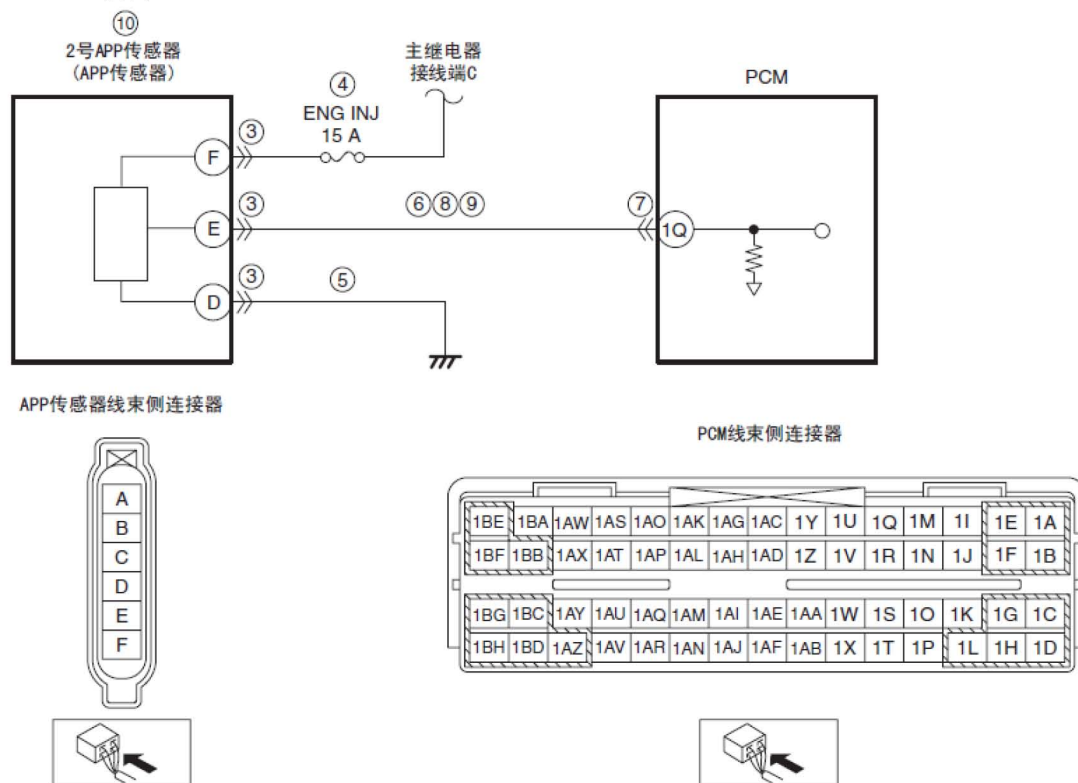 ⑩
2号APP传感器
(APP传感器)
主继电器
接线端C
④
ENG INJ
15 A
PCM
③
F
③
E
⑥⑧⑨
⑦
1Q
③
D
⑤
APP传感器线束侧连接器
A
B
C
D
E
F
PCM线束侧连接器
1BE 1BA 1AW 1AS 1AO 1AK 1AG 1AC 1Y 1U 1Q 1M 1I 1E 1A
1BF 1BB 1AX 1AT 1AP 1AL 1AH 1AD 1Z 1V 1R 1N 1J 1F 1B
1BG 1BC 1AY 1AU 1AQ 1AM 1AI 1AE 1AA 1W 1S 1O 1K 1G 1C
1BH 1BD 1AZ 1AV 1AR 1AN 1AJ 1AF 1AB 1X 1T 1P 1L 1H 1D